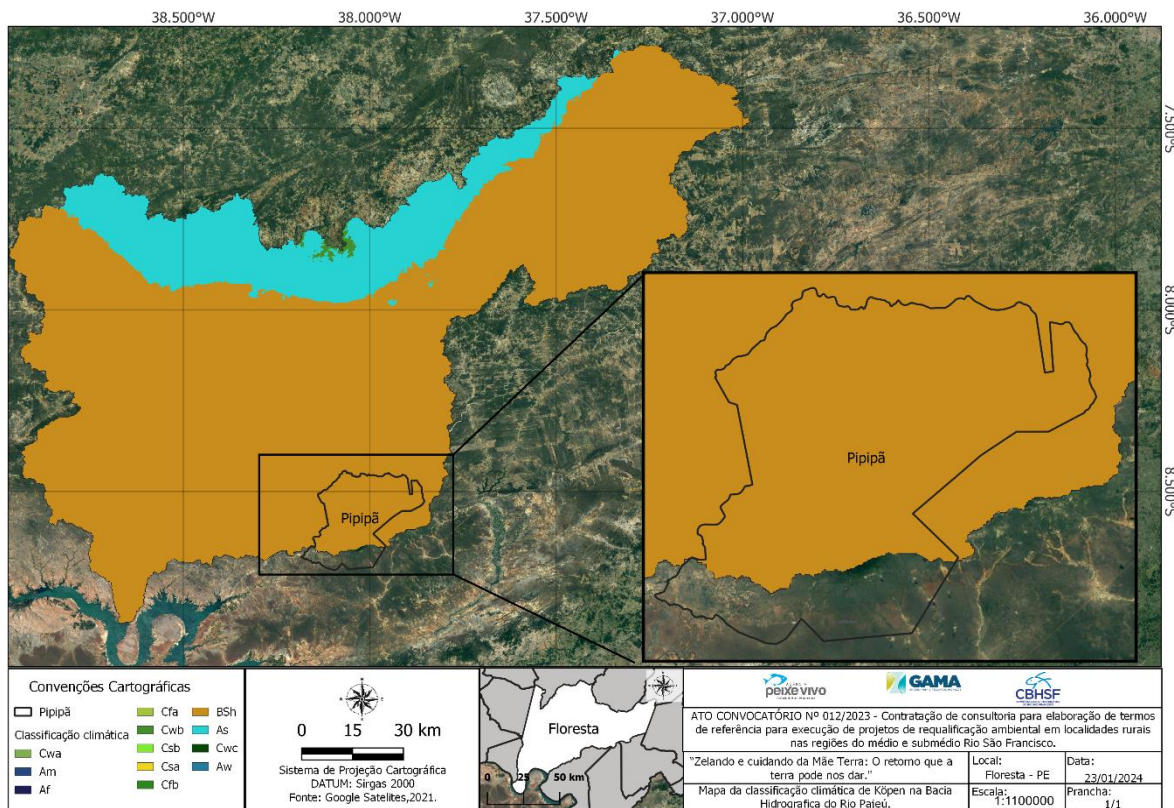 38.500°W 38.000°W 37.500°W 37.000°W 36.500°W 36.000°W
7.500°S
8.000°S
8.500°S
Pipipã
Pipipã
Convenções Cartográficas
Pipipã
Classificação climática
Cwa
Am
Af
Cfa
Cwb
Csb
Csa
Cfb
BSh
As
Cwc
Aw
0 15 30 km
Sistema de Projeção Cartográfica
DATUM: Sirgas 2000
Fonte: Google Satelites,2021.
Floresta
0 25 50 km
peixe vivo
GAMA
CBHSF
ATO CONVOCATÓRIO Nº 012/2023 - Contratação de consultoria para elaboração de termos
de referência para execução de projetos de requalificação ambiental em localidades rurais
nas regiões do médio e submédio Rio São Francisco.
"Zelando e cuidando da Mãe Terra: O retorno que a
terra pode nos dar."
Local:
Floresta - PE
Data:
23/01/2024
Mapa da classificação climática de Köpen na Bacia
Hidrografica do Rio Pajeú.
Escala:
1:1100000
Prancha:
1/1